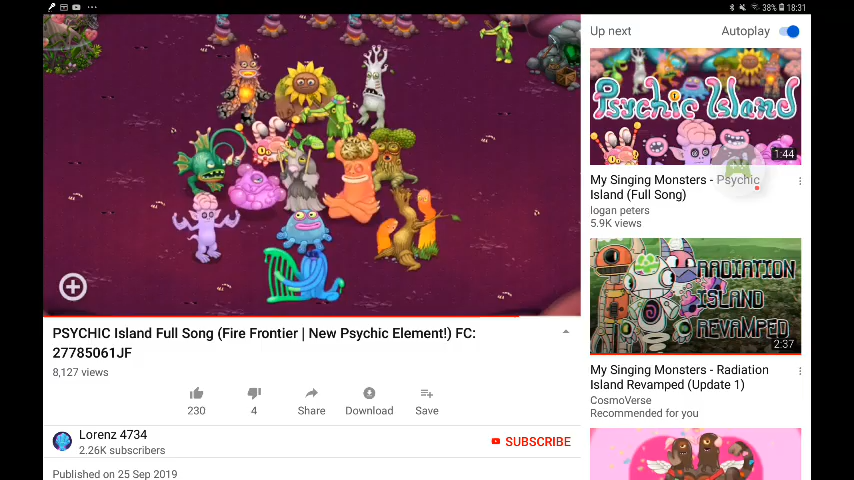 38% 18:31
Up next Autoplay
Psychic Island
1:44
My Singing Monsters - Psychic
Island (Full Song)
logan peters
5.9K views
RADIATION
ISLAND
REVAMPED
2:37
My Singing Monsters - Radiation
Island Revamped (Update 1)
CosmoVerse
Recommended for you
PSYCHIC Island Full Song (Fire Frontier | New Psychic Element!) FC:
27785061JF
8,127 views
230 4 Share Download Save
Lorenz 4734
2.26K subscribers
SUBSCRIBE
Published on 25 Sep 2019